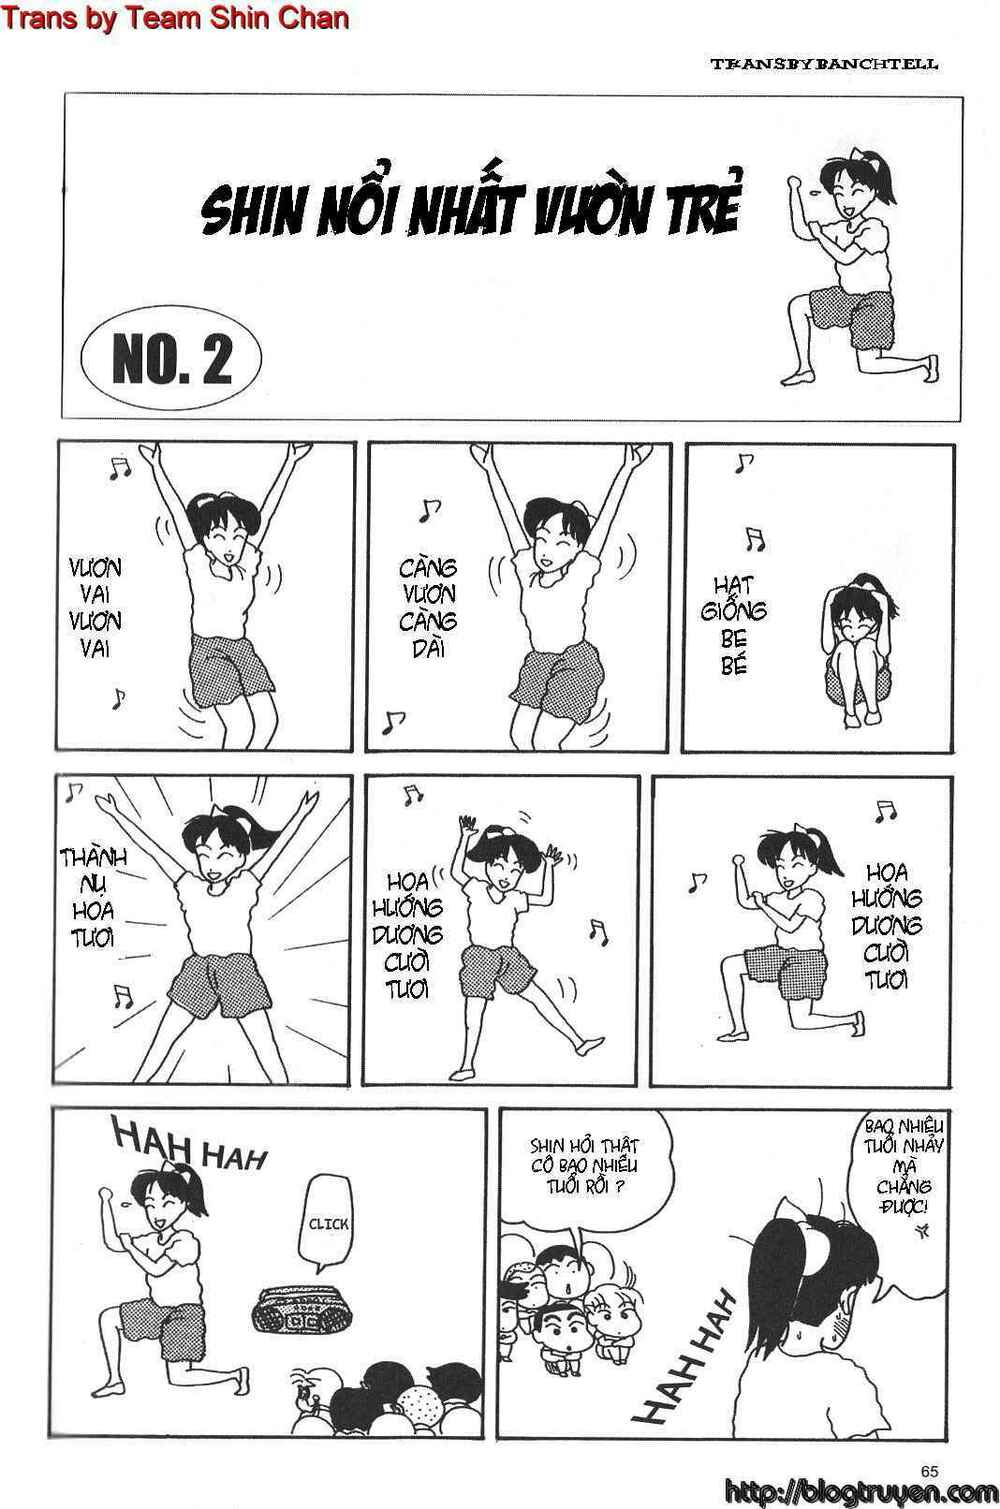 Trans by Team Shin Chan
TRANSBYBANCHTELL
SHIN NỔI NHẤT VƯỜN TRẺ
NO. 2
VƯƠN
VAI
VƯƠN
VAI
CÀNG
VƯƠN
CÀNG
DÀI
HẠT
GIỐNG
BE
BÉ
THÀNH
NỤ
HOA
TƯƠI
HOA
HƯỚNG
DƯƠNG
CƯỜI
TƯƠI
HOA
HƯỚNG
DƯƠNG
CƯỜI
TƯƠI
HAH HAH
CLICK
SHIN HỎI THẬT
CÔ BAO NHIÊU
TUỔI RỒI ?
BAO NHIÊU
TUỔI NHẢY
MÀ
CHẲNG
ĐƯỢC!
HAH HAH
65
http://blogtruyen.com